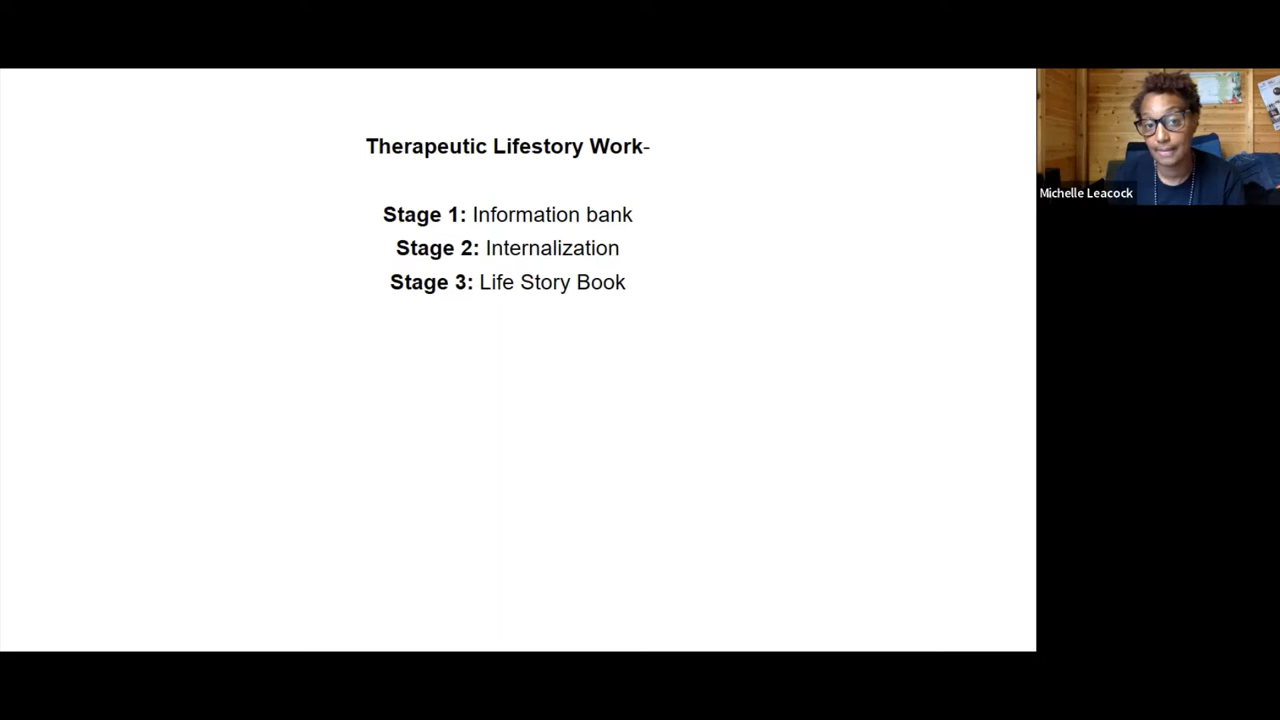 Therapeutic Lifestory Work-
Stage 1: Information bank
Stage 2: Internalization
Stage 3: Life Story Book
Michelle Leacock